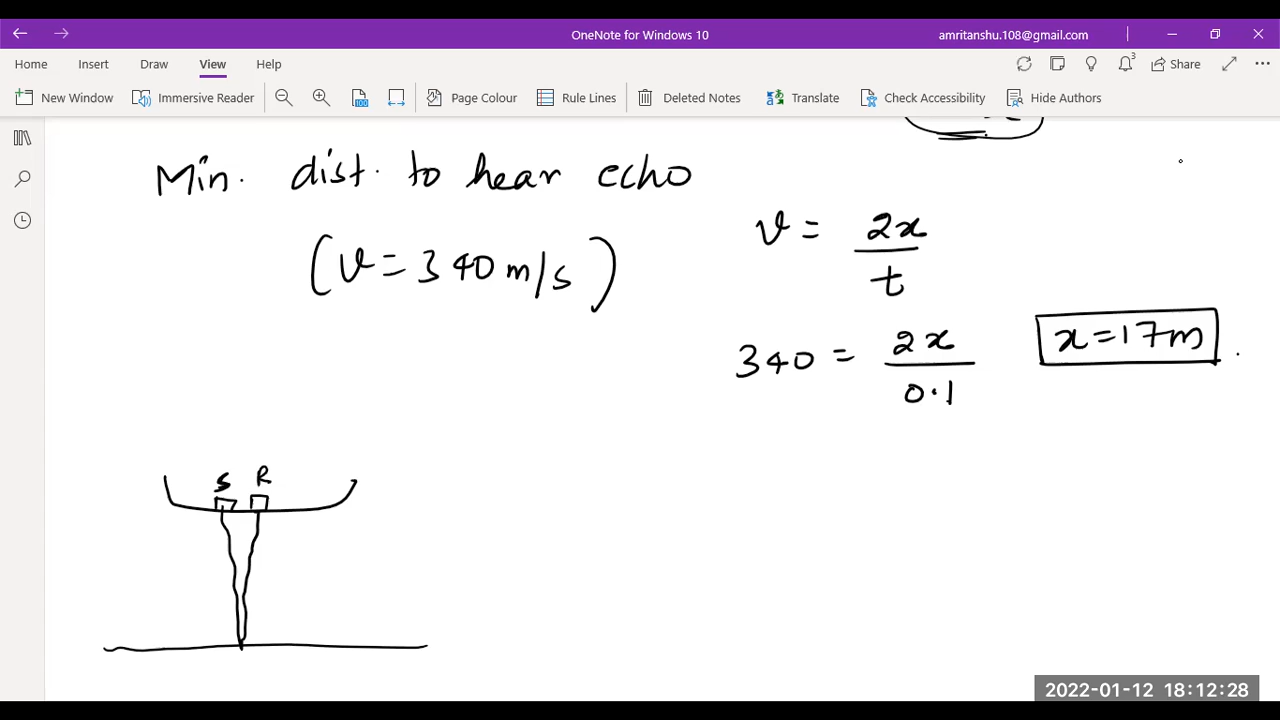 OneNote for Windows 10
amritanshu.108@gmail.com
Home Insert Draw View Help
3
Share
New Window Immersive Reader 100 Page Colour Rule Lines Deleted Notes Translate Check Accessibility Hide Authors
Min. dist. to hear echo
(v = 340 m/s)
v = 2x / t
340 = 2x / 0.1
x = 17m
S R
2022-01-12 18:12:28